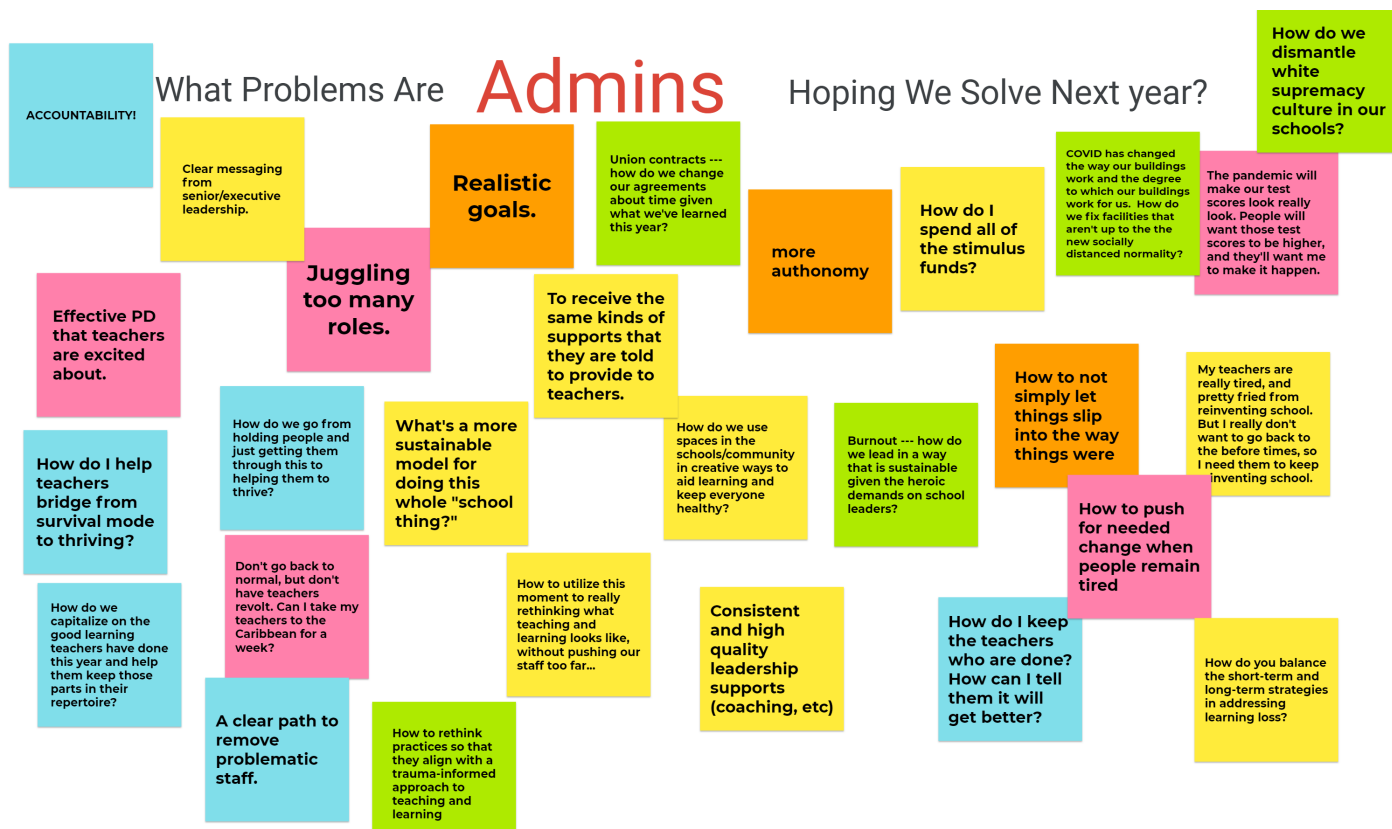 What Problems Are Admins Hoping We Solve Next year?
ACCOUNTABILITY!
Clear messaging
from
senior/executive
leadership.
Realistic
goals.
Union contracts ---
how do we change
our agreements
about time given
what we've learned
this year?
more
authonomy
How do I
spend all of
the stimulus
funds?
COVID has changed
the way our buildings
work and the degree
to which our buildings
work for us. How do
we fix facilities that
aren't up to the the
new socially
distanced normality?
How do we
dismantle
white
supremacy
culture in our
schools?
The pandemic will
make our test
scores look really
look. People will
want those test
scores to be higher,
and they'll want me
to make it happen.
Effective PD
that teachers
are excited
about.
Juggling
too many
roles.
To receive the
same kinds of
supports that
they are told
to provide to
teachers.
How do I help
teachers
bridge from
survival mode
to thriving?
How do we go from
holding people and
just getting them
through this to
helping them to
thrive?
What's a more
sustainable
model for
doing this
whole "school
thing?"
How do we use
spaces in the
schools/community
in creative ways to
aid learning and
keep everyone
healthy?
Burnout --- how do
we lead in a way
that is sustainable
given the heroic
demands on school
leaders?
How to not
simply let
things slip
into the way
things were
My teachers are
really tired, and
pretty fried from
reinventing school.
But I really don't
want to go back to
the before times, so
I need them to keep
inventing school.
How to push
for needed
change when
people remain
tired
How do we
capitalize on the
good learning
teachers have done
this year and help
them keep those
parts in their
repertoire?
Don't go back to
normal, but don't
have teachers
revolt. Can I take my
teachers to the
Caribbean for a
week?
How to utilize this
moment to really
rethinking what
teaching and
learning looks like,
without pushing our
staff too far...
Consistent
and high
quality
leadership
supports
(coaching, etc)
How do I keep
the teachers
who are done?
How can I tell
them it will
get better?
How do you balance
the short-term and
long-term strategies
in addressing
learning loss?
A clear path to
remove
problematic
staff.
How to rethink
practices so that
they align with a
trauma-informed
approach to
teaching and
learning